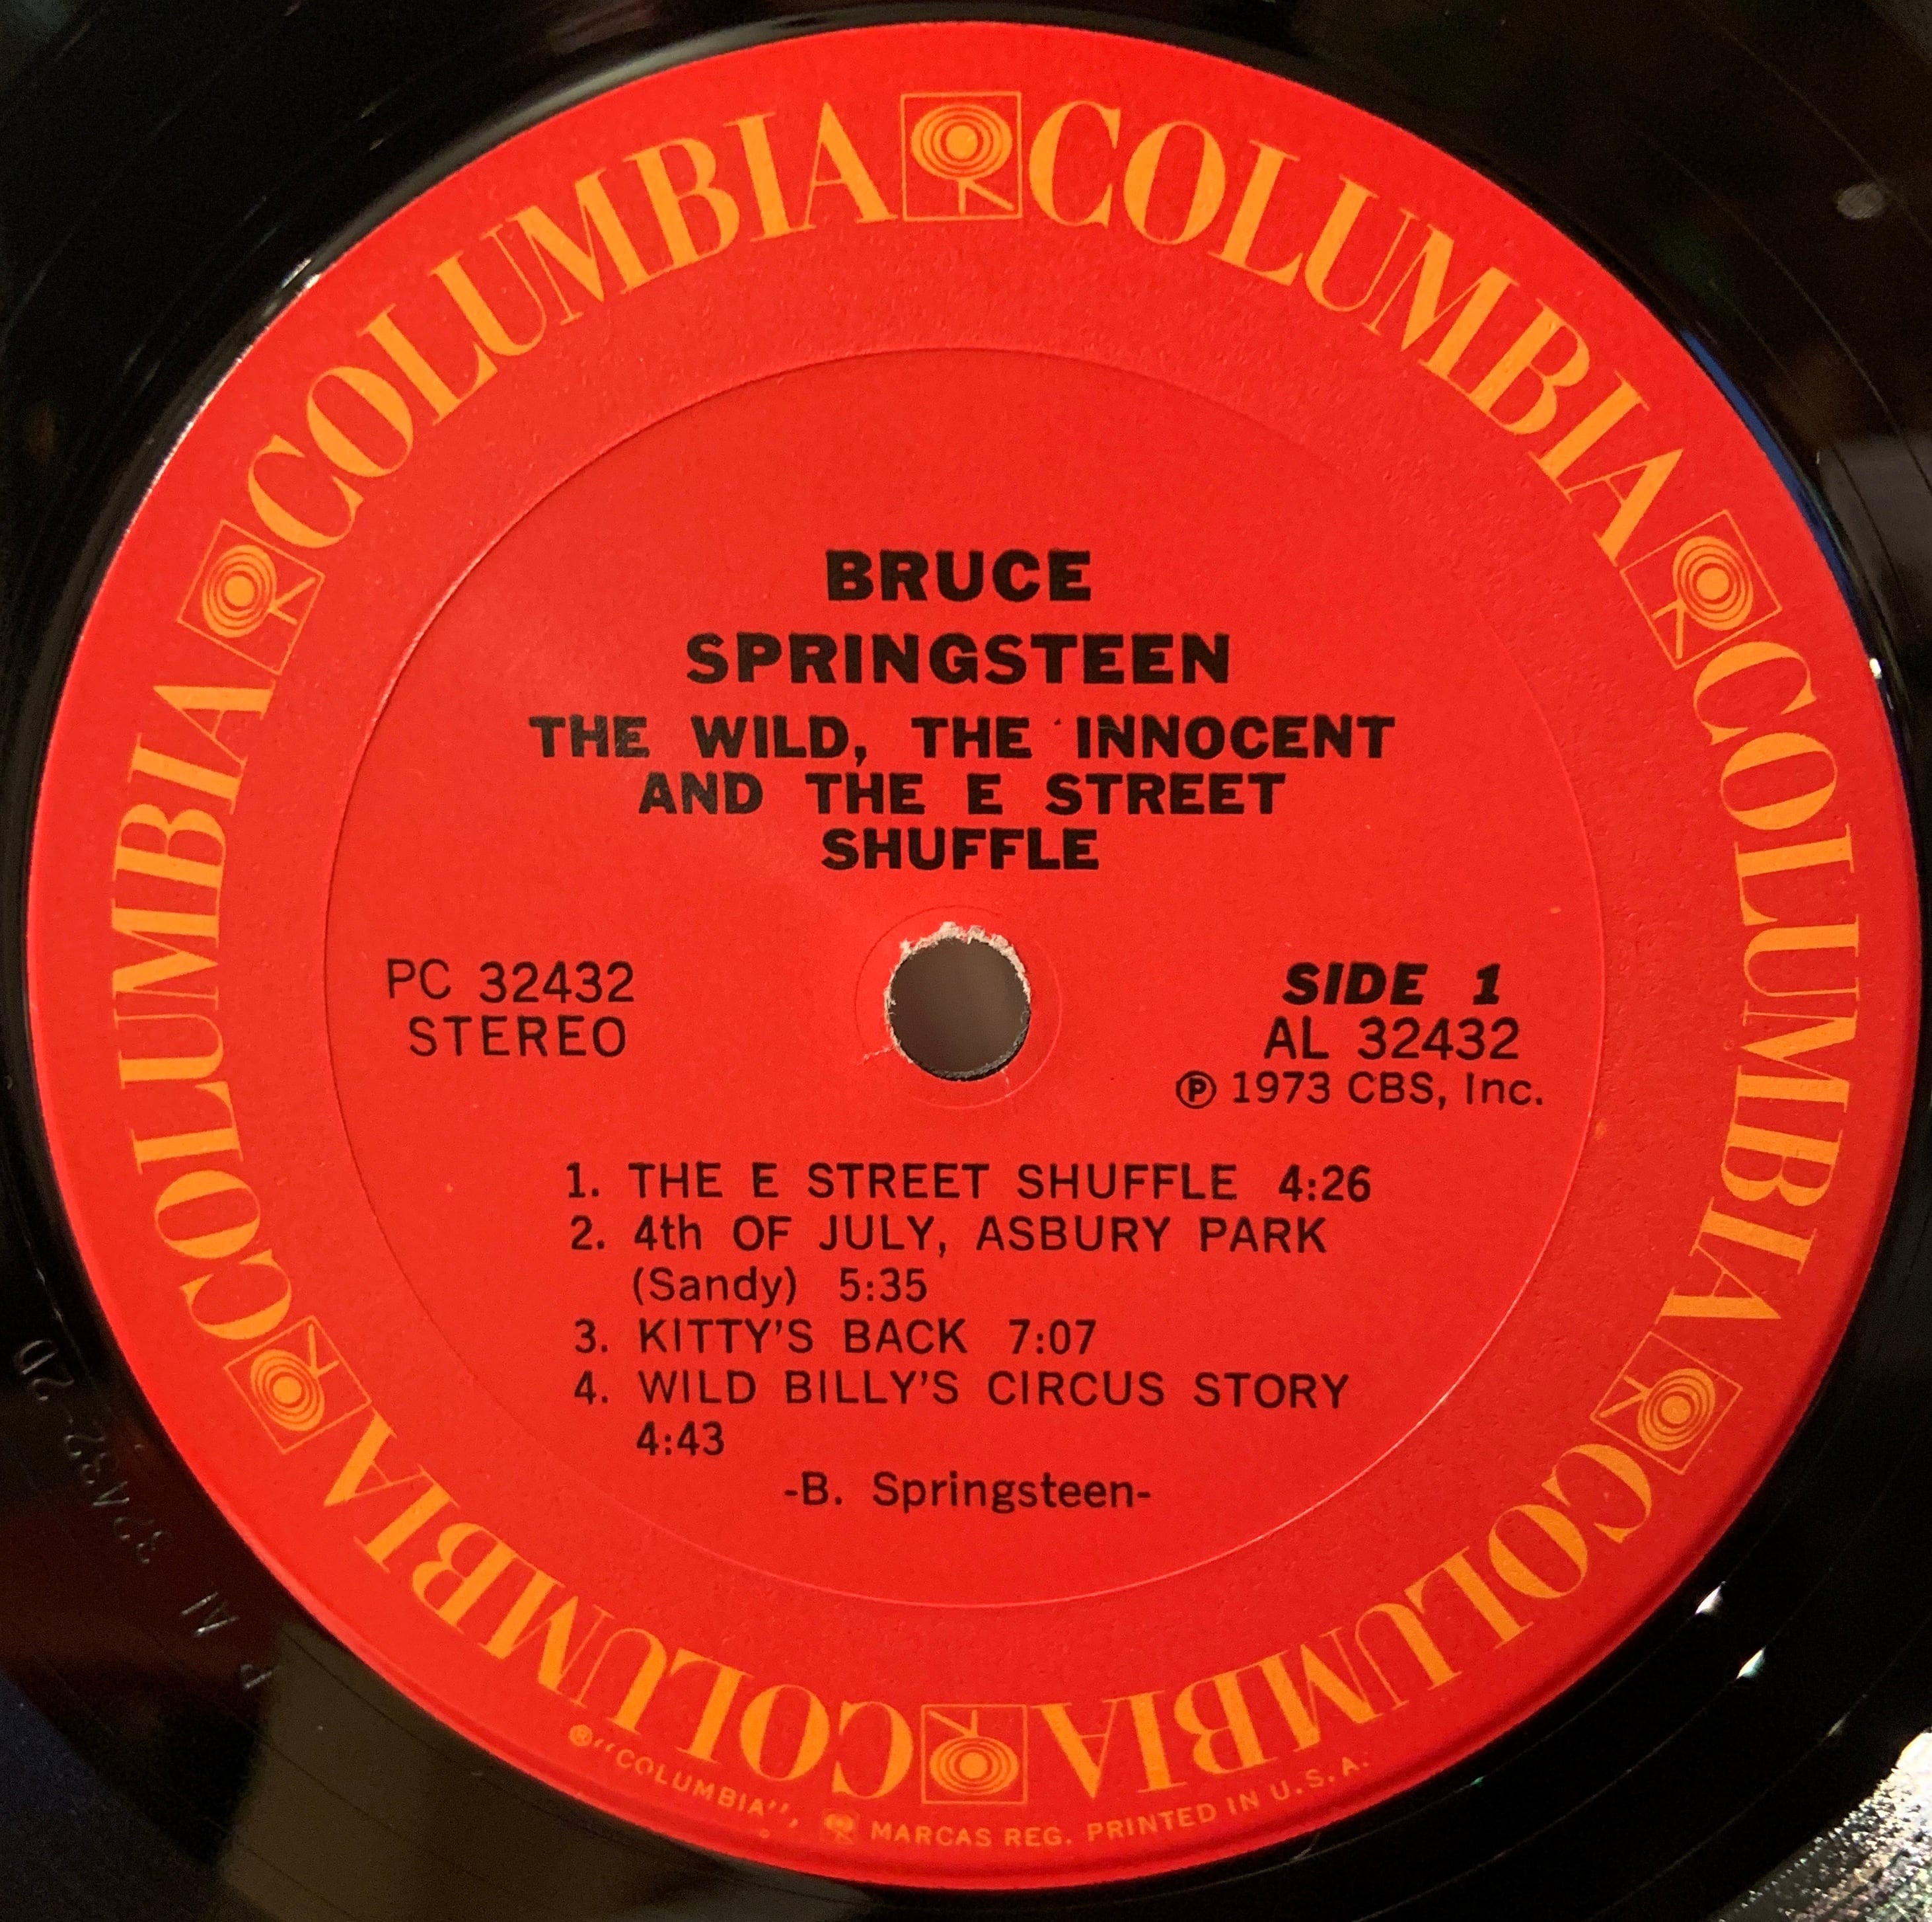 COLUMBIA COLUMBIA COLUMBIA COLUMBIA COLUMBIA COLUMBIA
BRUCE
SPRINGSTEEN
THE WILD, THE INNOCENT
AND THE E STREET
SHUFFLE
PC 32432
STEREO
SIDE 1
AL 32432
Ⓟ 1973 CBS, Inc.
1. THE E STREET SHUFFLE 4:26
2. 4th OF JULY, ASBURY PARK
(Sandy) 5:35
3. KITTY'S BACK 7:07
4. WILD BILLY'S CIRCUS STORY
4:43
-B. Springsteen-
®"COLUMBIA", MARCAS REG. PRINTED IN U.S.A.